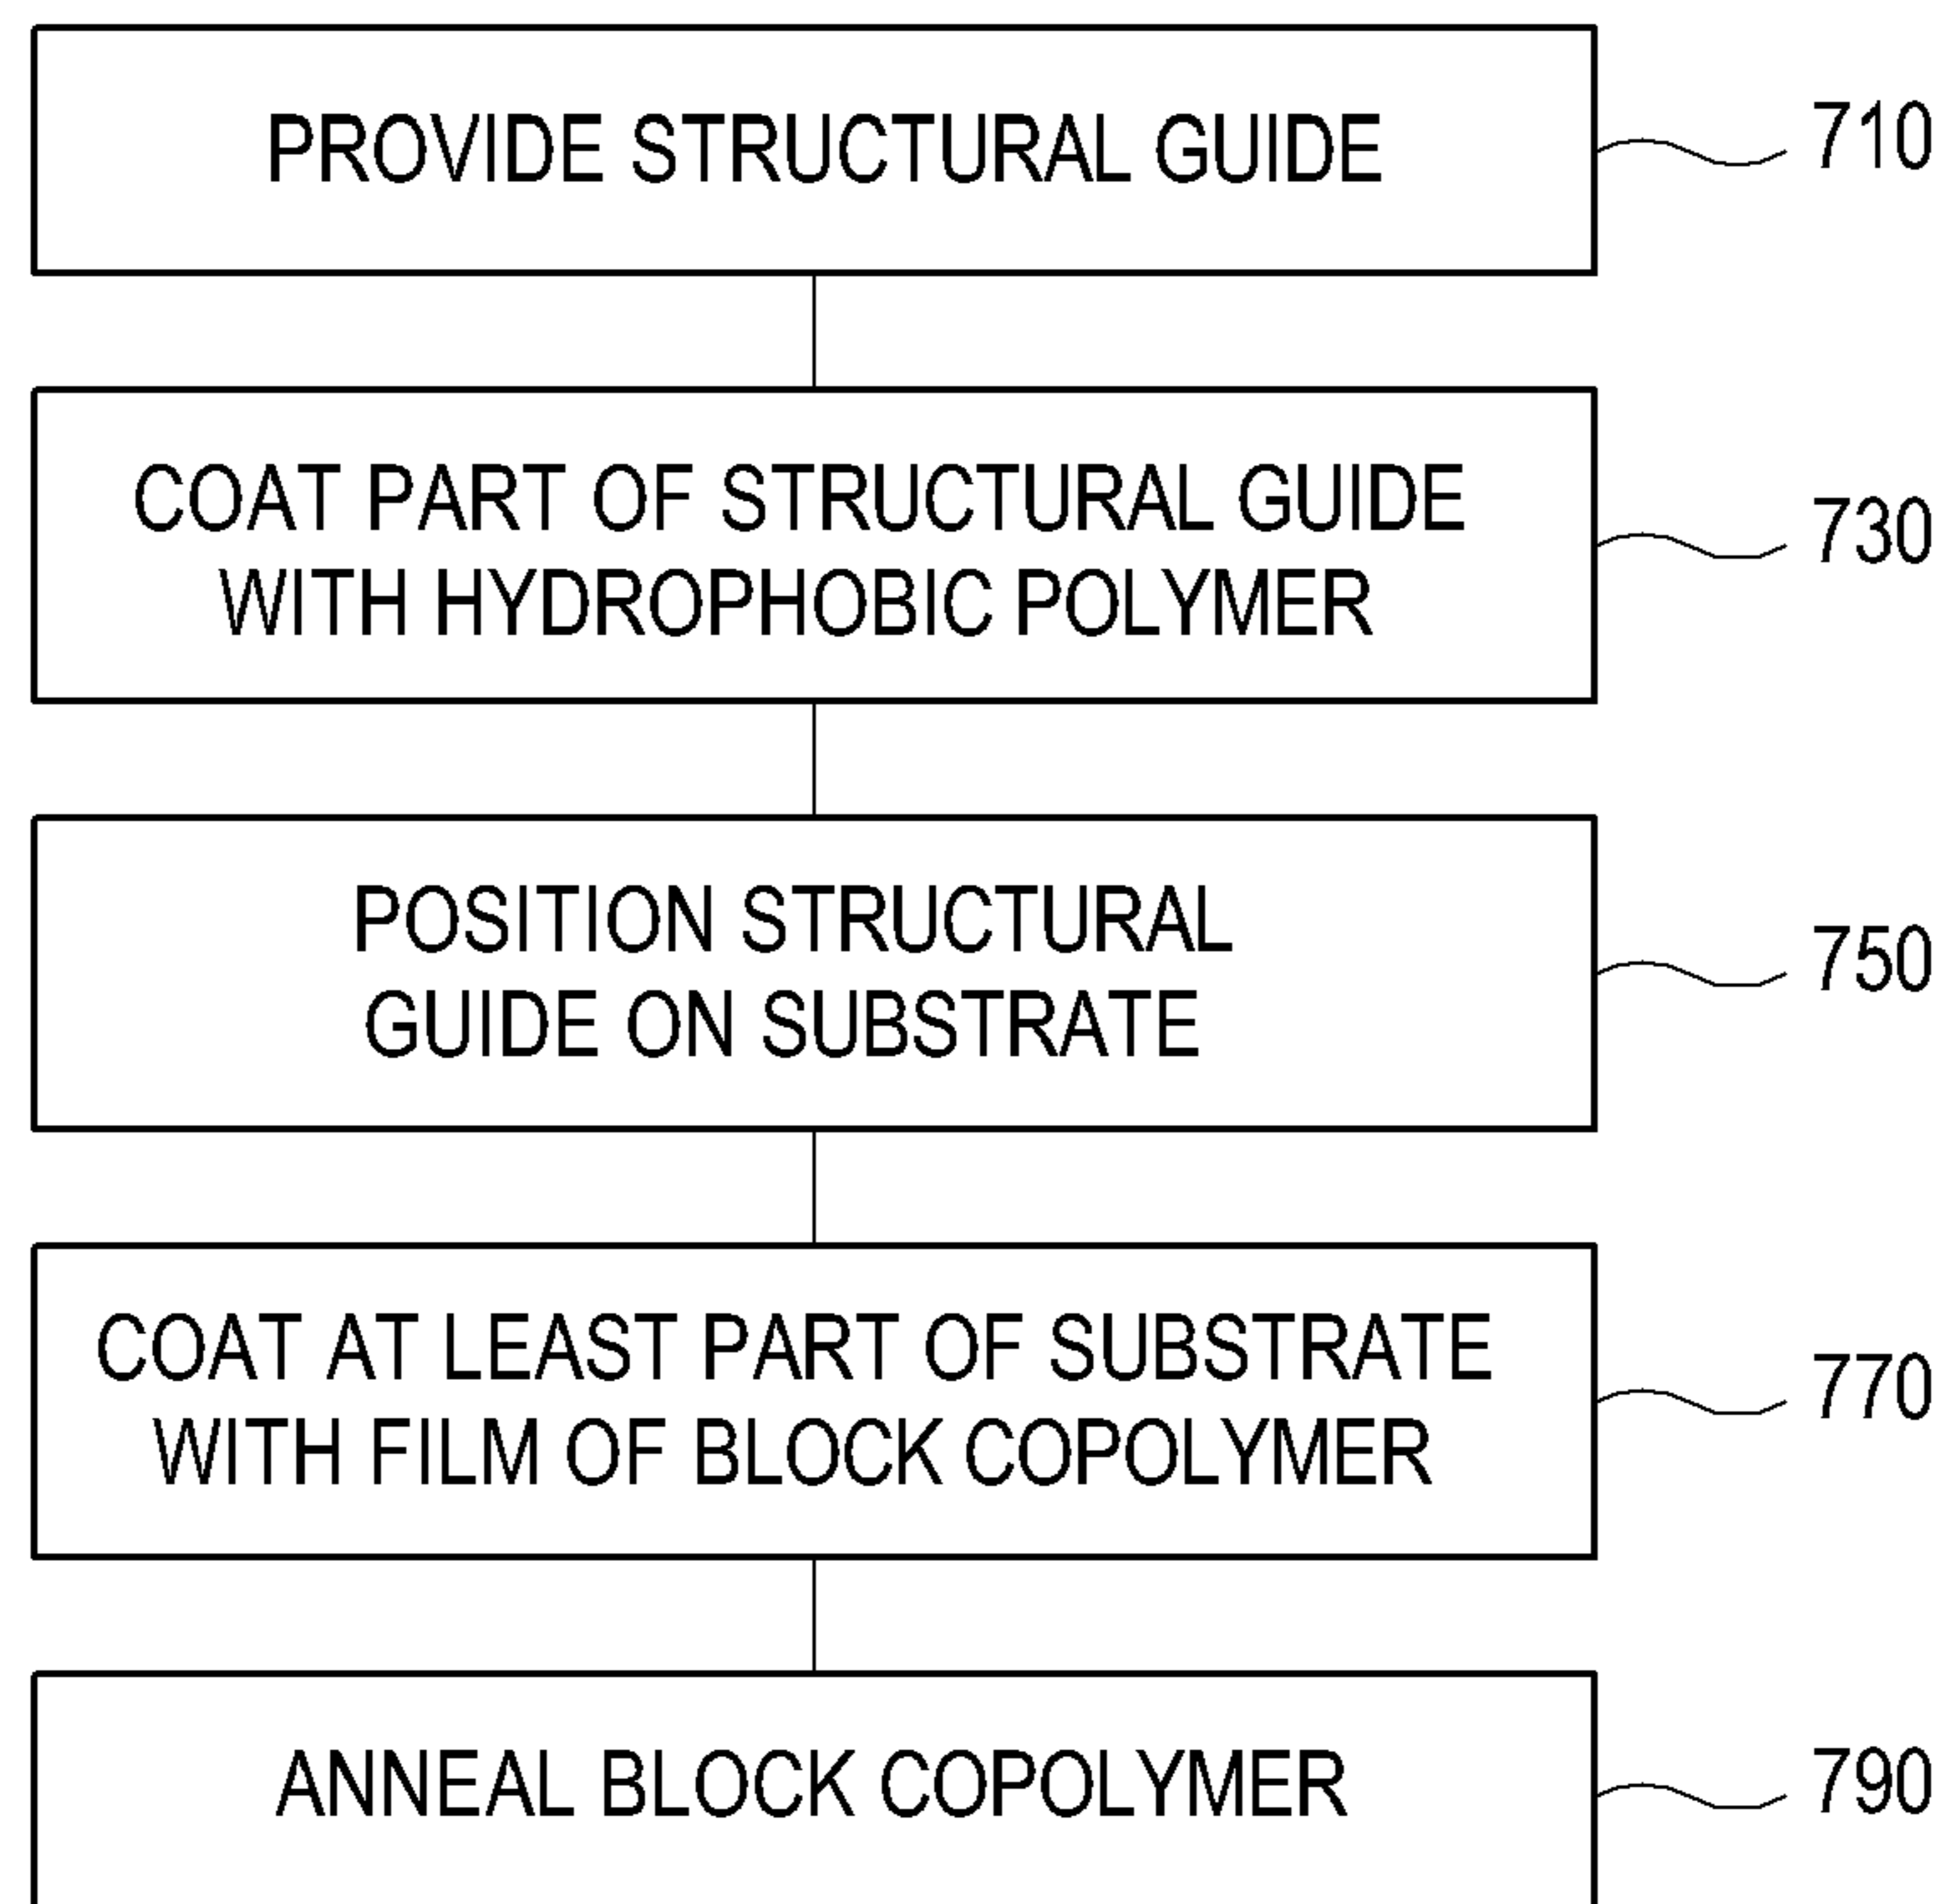 PROVIDE STRUCTURAL GUIDE
710
COAT PART OF STRUCTURAL GUIDE
WITH HYDROPHOBIC POLYMER
730
POSITION STRUCTURAL
GUIDE ON SUBSTRATE
750
COAT AT LEAST PART OF SUBSTRATE
WITH FILM OF BLOCK COPOLYMER
770
ANNEAL BLOCK COPOLYMER
790